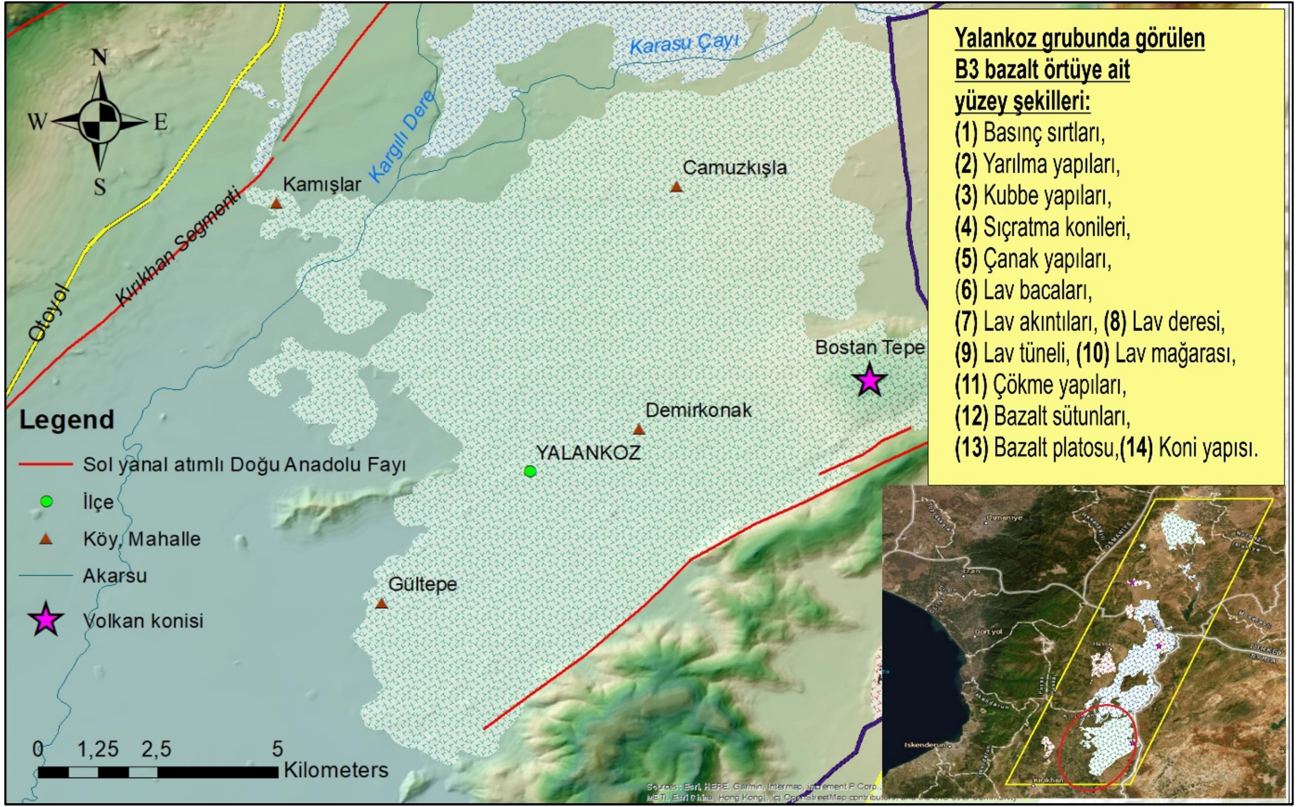 Yalankoz grubunda görülen
B3 bazalt örtüye ait
yüzey şekilleri:
(1) Basınç sırtları,
(2) Yarılma yapıları,
(3) Kubbe yapıları,
(4) Sıçratma konileri,
(5) Çanak yapıları,
(6) Lav bacaları,
(7) Lav akıntıları, (8) Lav deresi,
(9) Lav tüneli, (10) Lav mağarası,
(11) Çökme yapıları,
(12) Bazalt sütunları,
(13) Bazalt platosu,(14) Koni yapısı.
N
W E
S
Karasu Çayı
Kargılı Dere
Camuzkışla
Kamışlar
Kırıkhan Segmenti
Otoyol
Bostan Tepe
Demirkonak
YALANKOZ
Gültepe
Legend
Sol yanal atımlı Doğu Anadolu Fayı
İlçe
Köy, Mahalle
Akarsu
Volkan konisi
0 1,25 2,5 5
Kilometers
Osmaniye
Dörtyol
İskenderun
Kırıkhan